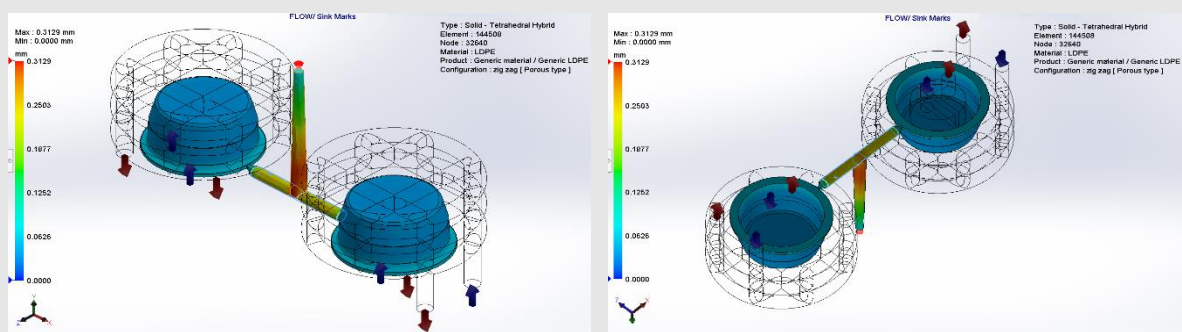 FLOW/ Sink Marks
Max : 0.3129 mm
Min : 0.0000 mm
mm
0.3129
0.2503
0.1877
0.1252
0.0626
0.0000
Type : Solid - Tetrahedral Hybrid
Element : 144508
Node : 32640
Material : LDPE
Product : Generic material / Generic LDPE
Configuration : zig zag [ Porous type ]
Y
Z
X
FLOW/ Sink Marks
Max : 0.3129 mm
Min : 0.0000 mm
mm
0.3129
0.2503
0.1877
0.1252
0.0626
0.0000
Type : Solid - Tetrahedral Hybrid
Element : 144508
Node : 32640
Material : LDPE
Product : Generic material / Generic LDPE
Configuration : zig zag [ Porous type ]
Z
X